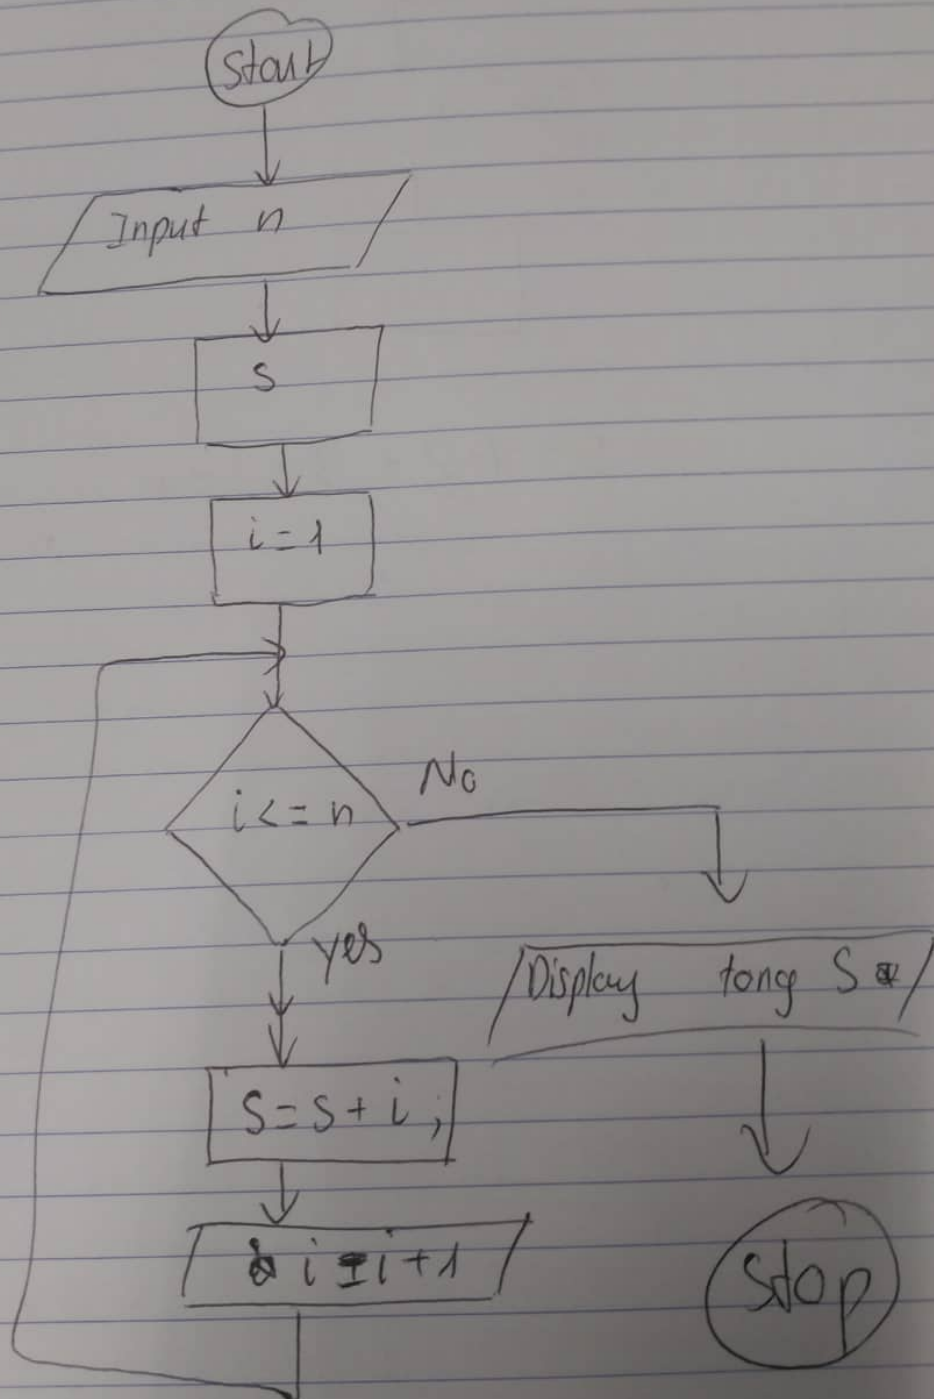 Start
Input n
S
i = 1
i <= n
No
yes
Display tong S
S = S + i ;
i = i + 1
Stop